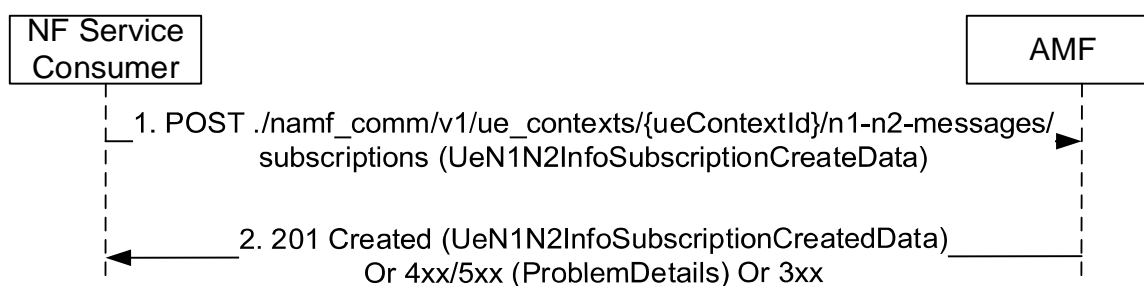 NF Service
Consumer
AMF
1. POST ./namf_comm/v1/ue_contexts/{ueContextId}/n1-n2-messages/
subscriptions (UeN1N2InfoSubscriptionCreateData)
2. 201 Created (UeN1N2InfoSubscriptionCreatedData)
Or 4xx/5xx (ProblemDetails) Or 3xx